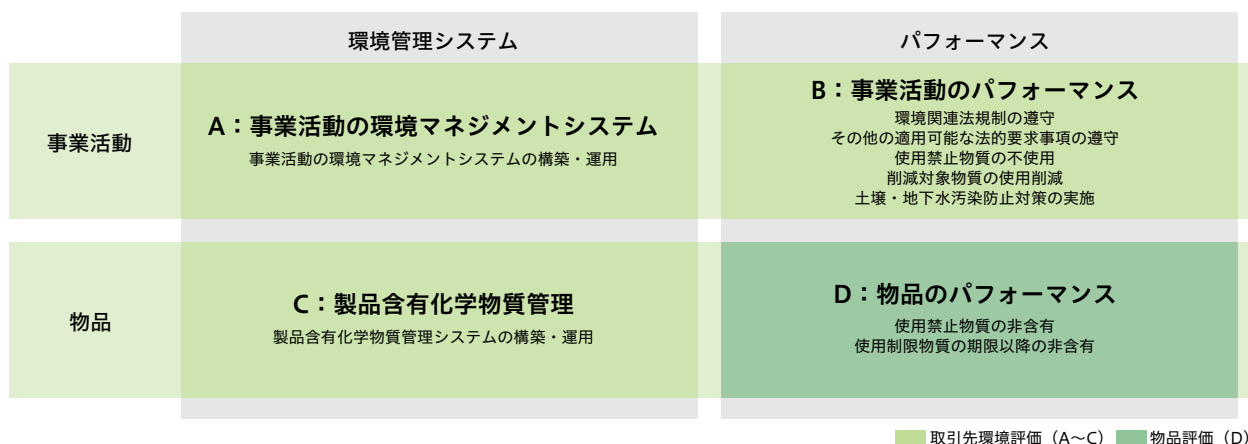 環境管理システム
パフォーマンス
事業活動
A：事業活動の環境マネジメントシステム
事業活動の環境マネジメントシステムの構築・運用
B：事業活動のパフォーマンス
環境関連法規制の遵守
その他の適用可能な法的要求事項の遵守
使用禁止物質の不使用
削減対象物質の使用削減
土壌・地下水汚染防止対策の実施
物品
C：製品含有化学物質管理
製品含有化学物質管理システムの構築・運用
D：物品のパフォーマンス
使用禁止物質の非含有
使用制限物質の期限以降の非含有
取引先環境評価（A～C） 物品評価（D）